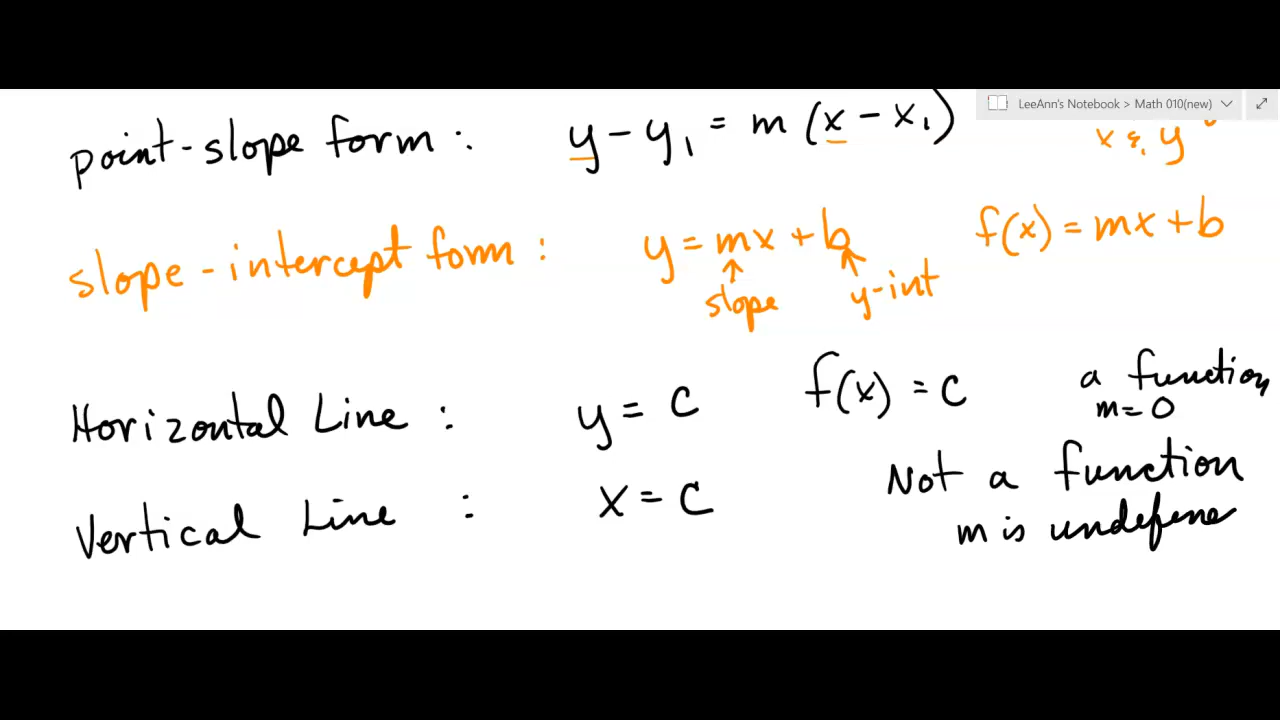 LeeAnn's Notebook > Math 010(new)
point-slope form : y - y₁ = m (x - x₁)
x & y
slope-intercept form : y = mx + b f(x) = mx + b
slope y-int
Horizontal Line : y = c f(x) = c a function
m = 0
Vertical Line : x = c Not a function
m is undefine